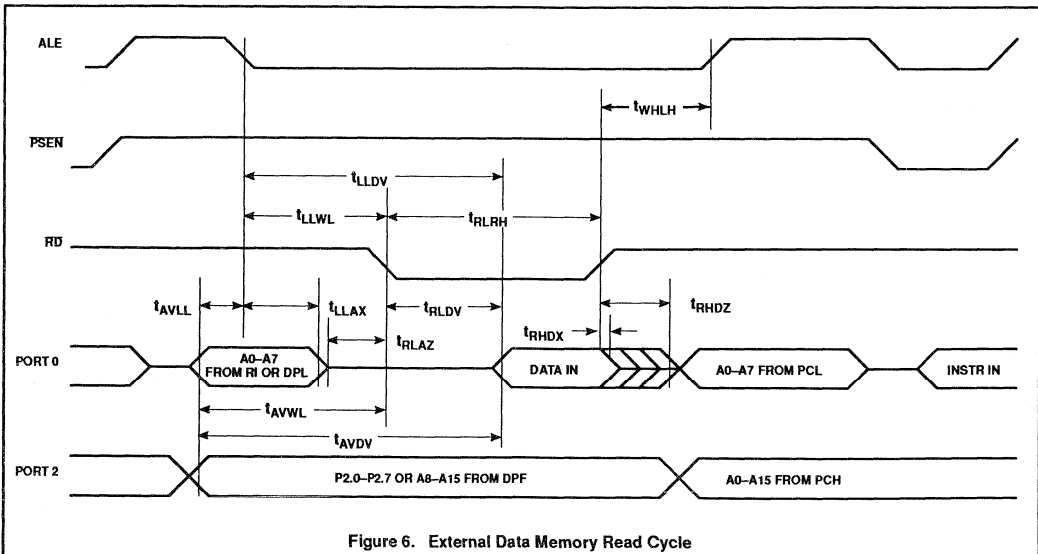 ALE
tWHLH
PSEN
tLLDV
tLLWL
tRLRH
RD
tAVLL
tLLAX
tRLDV
tRHDZ
tRHDX
tRLAZ
PORT 0
A0–A7
FROM RI OR DPL
DATA IN
A0–A7 FROM PCL
INSTR IN
tAVWL
tAVDV
PORT 2
P2.0–P2.7 OR A8–A15 FROM DPF
A0–A15 FROM PCH
Figure 6. External Data Memory Read Cycle